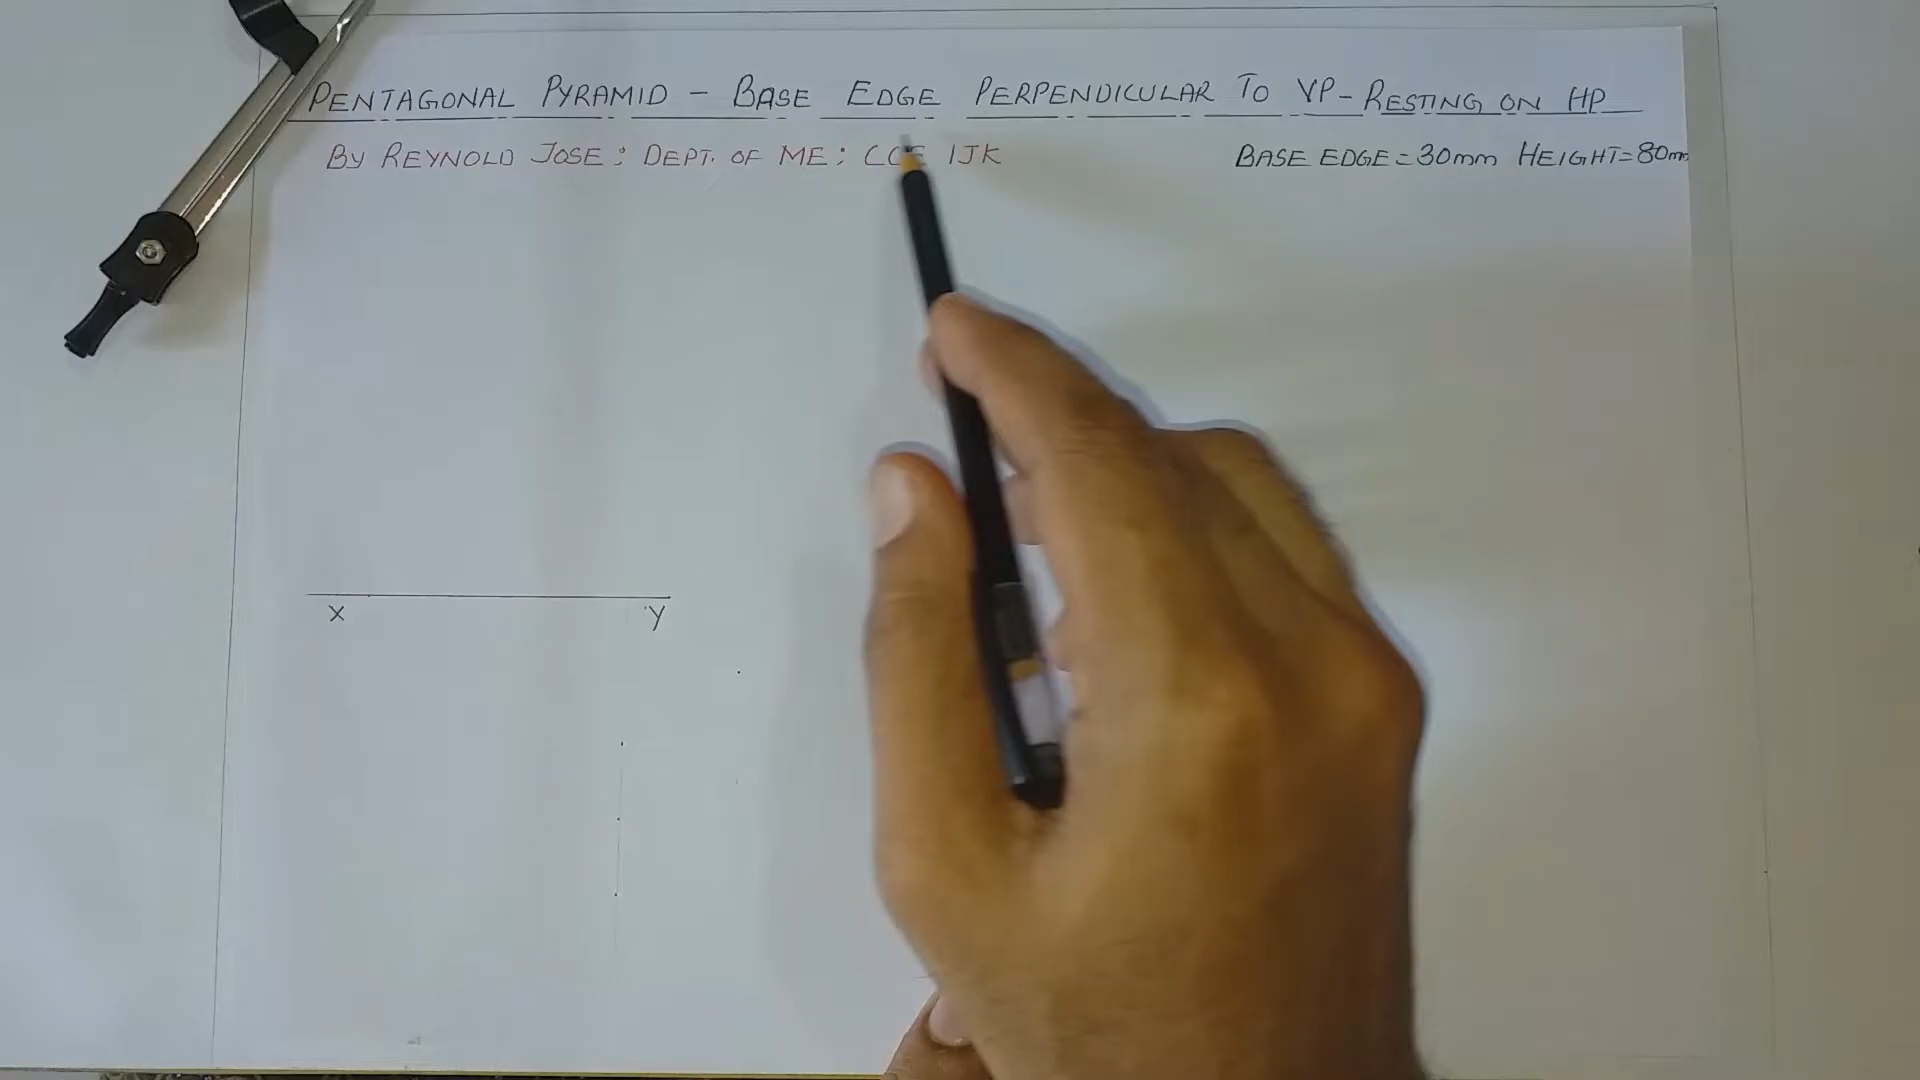 PENTAGONAL PYRAMID - BASE EDGE PERPENDICULAR TO VP - RESTING ON HP
BY REYNOLD JOSE : DEPT. OF ME : CCE IJK
BASE EDGE = 30mm HEIGHT = 80mm
X Y